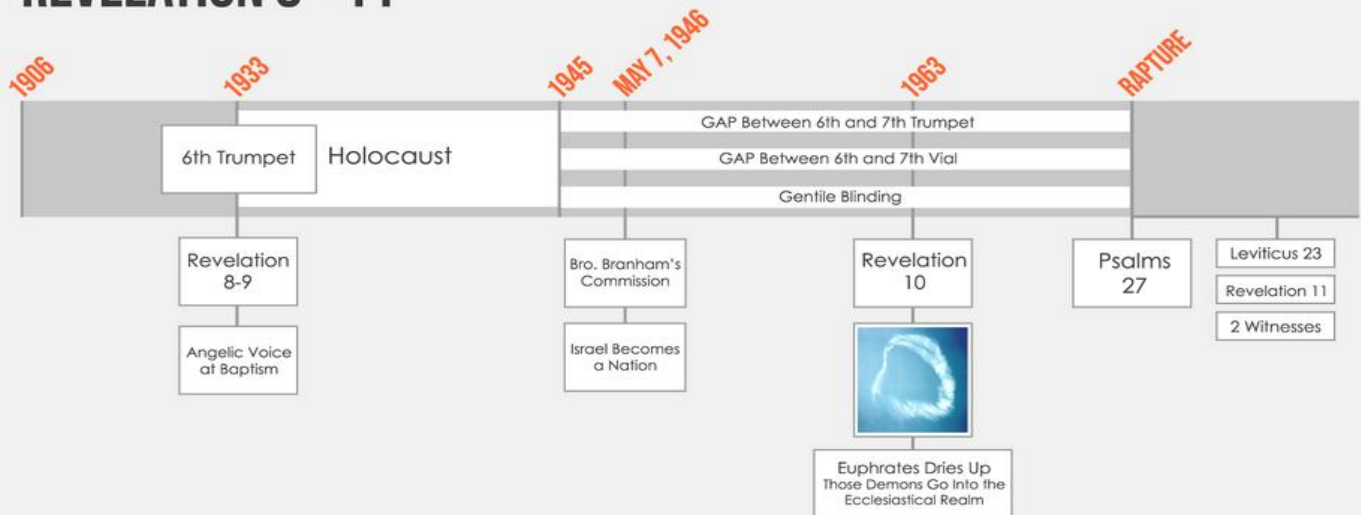 1906
1933
1945
MAY 7, 1946
1963
RAPTURE
6th Trumpet
Holocaust
GAP Between 6th and 7th Trumpet
GAP Between 6th and 7th Vial
Gentile Blinding
Revelation
8-9
Angelic Voice
at Baptism
Bro. Branham's
Commission
Israel Becomes
a Nation
Revelation
10
Euphrates Dries Up
Those Demons Go Into the
Ecclesiastical Realm
Psalms
27
Leviticus 23
Revelation 11
2 Witnesses